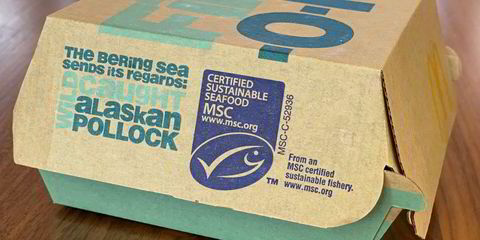 The Bering sea
sends its regards:
WILD
caught
alaskan
POLLOCK
CERTIFIED
SUSTAINABLE
SEAFOOD
MSC
www.msc.org
TM
MSC-C-52936
From an
MSC certified
sustainable fishery.
www.msc.org